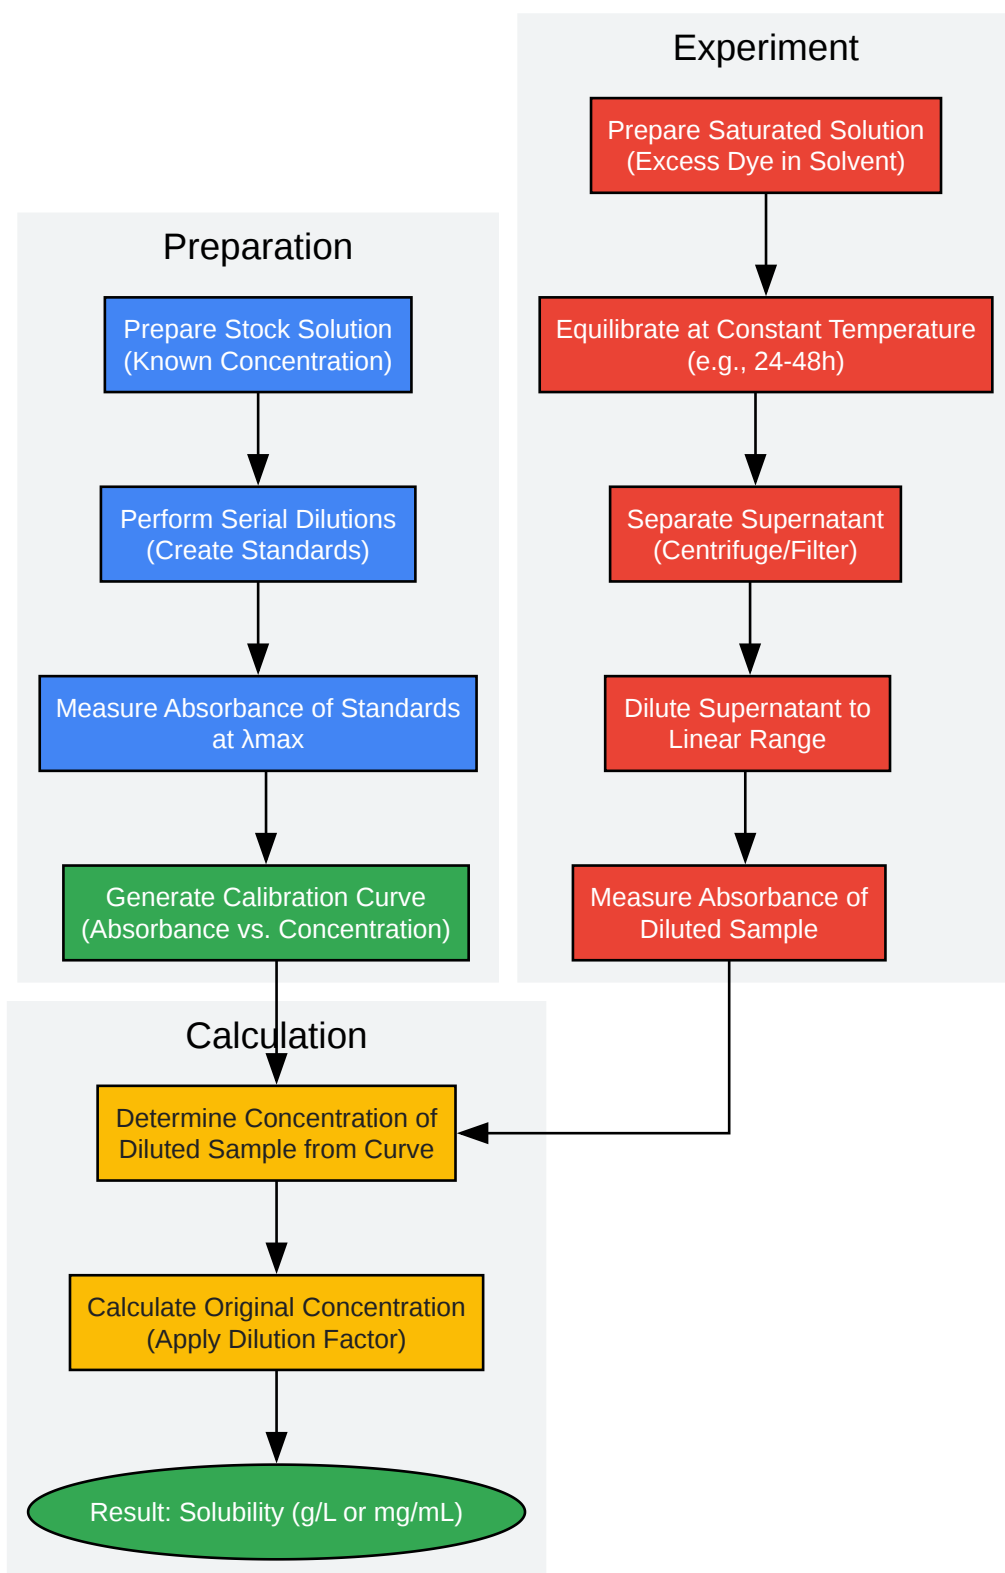 Experiment
Prepare Saturated Solution
(Excess Dye in Solvent)
Equilibrate at Constant Temperature
(e.g., 24-48h)
Separate Supernatant
(Centrifuge/Filter)
Dilute Supernatant to
Linear Range
Measure Absorbance of
Diluted Sample
Preparation
Prepare Stock Solution
(Known Concentration)
Perform Serial Dilutions
(Create Standards)
Measure Absorbance of Standards
at λmax
Generate Calibration Curve
(Absorbance vs. Concentration)
Calculation
Determine Concentration of
Diluted Sample from Curve
Calculate Original Concentration
(Apply Dilution Factor)
Result: Solubility (g/L or mg/mL)